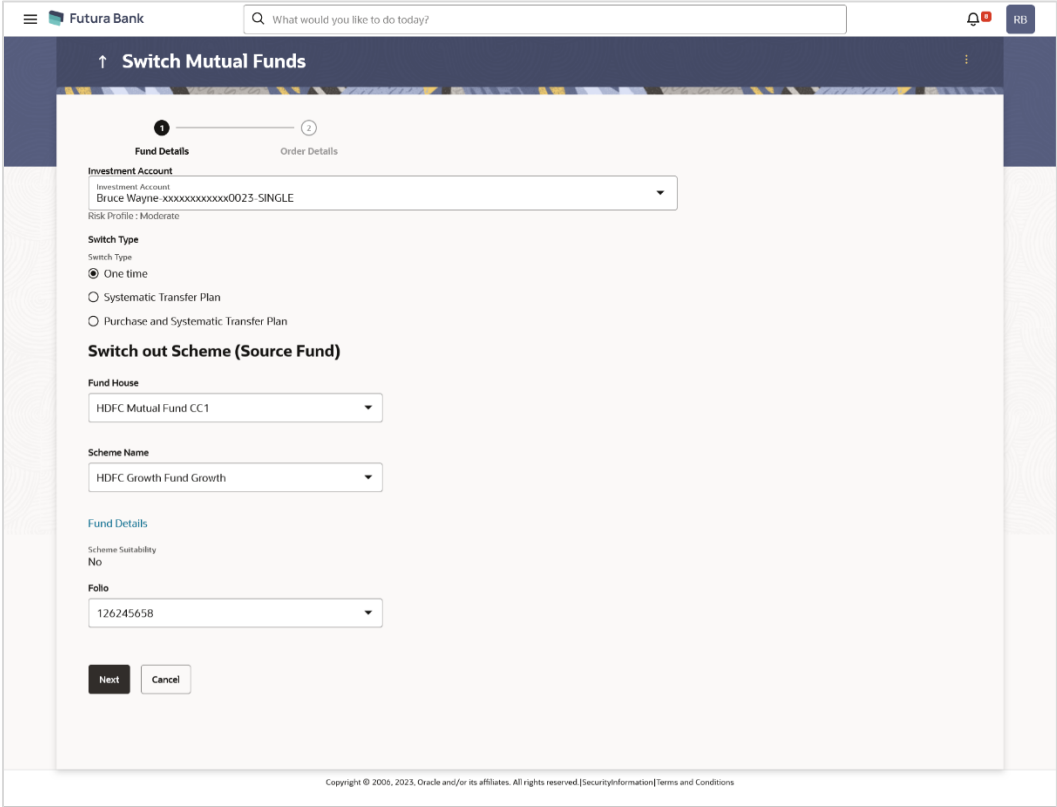 Futura Bank
What would you like to do today?
8
RB
↑ Switch Mutual Funds
1
2
Fund Details
Order Details
Investment Account
Investment Account
Bruce Wayne-xxxxxxxxxxxx0023-SINGLE
Risk Profile : Moderate
Switch Type
Switch Type
One time
Systematic Transfer Plan
Purchase and Systematic Transfer Plan
Switch out Scheme (Source Fund)
Fund House
HDFC Mutual Fund CC1
Scheme Name
HDFC Growth Fund Growth
Fund Details
Scheme Suitability
No
Folio
126245658
Next
Cancel
Copyright © 2006, 2023, Oracle and/or its affiliates. All rights reserved.|SecurityInformation|Terms and Conditions